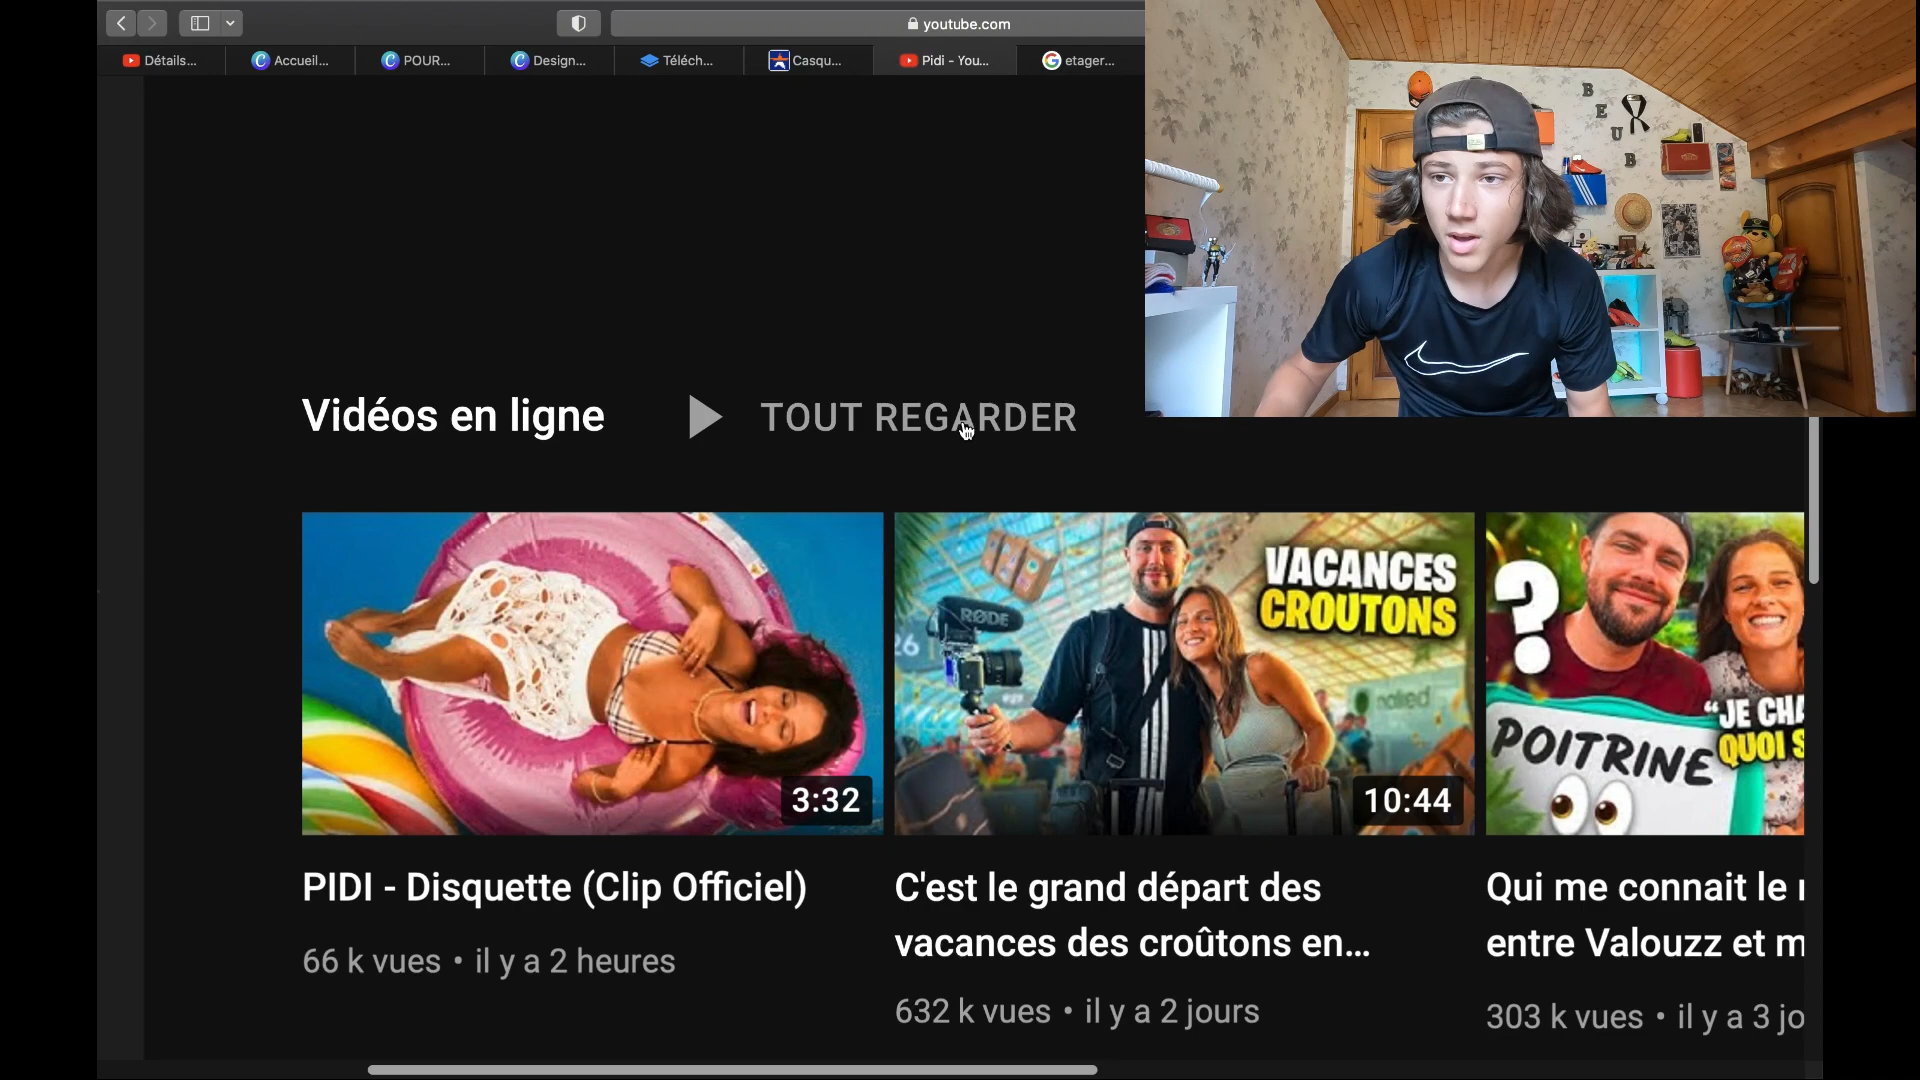 youtube.com
Détails...
Accueil...
POUR...
Design...
Téléch...
Casqu...
Pidi - You...
etager...
B
E
U
B
Vidéos en ligne
TOUT REGARDER
RØDE
26
VACANCES
CROUTONS
3:32
10:44
?
"JE CHA
QUOI S
POITRINE
PIDI - Disquette (Clip Officiel)
66 k vues • il y a 2 heures
C'est le grand départ des
vacances des croûtons en...
632 k vues • il y a 2 jours
Qui me connait le
entre Valouzz et m
303 k vues • il y a 3 jo